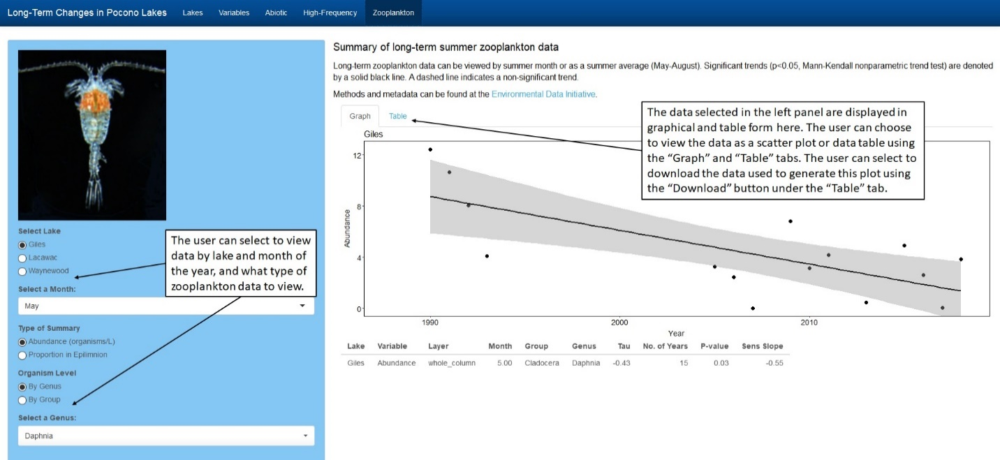 Long-Term Changes in Pocono Lakes Lakes Variables Abiotic High-Frequency Zooplankton
Select Lake
Giles
Lacawac
Waynewood
Select a Month:
May
Type of Summary
Abundance (organisms/L)
Proportion in Epilimnion
Organism Level
By Genus
By Group
Select a Genus:
Daphnia
The user can select to view
data by lake and month of
the year, and what type of
zooplankton data to view.
Summary of long-term summer zooplankton data
Long-term zooplankton data can be viewed by summer month or as a summer average (May-August). Significant trends (p<0.05, Mann-Kendall nonparametric trend test) are denoted
by a solid black line. A dashed line indicates a non-significant trend.
Methods and metadata can be found at the Environmental Data Initiative.
Graph Table
The data selected in the left panel are displayed in
graphical and table form here. The user can choose
to view the data as a scatter plot or data table using
the “Graph” and “Table” tabs. The user can select to
download the data used to generate this plot using
the “Download” button under the “Table” tab.
Giles
Abundance
12
8
4
0
1990 2000 2010
Year
Lake Variable Layer Month Group Genus Tau No. of Years P-value Sens Slope
Giles Abundance whole_column 5.00 Cladocera Daphnia -0.43 15 0.03 -0.55